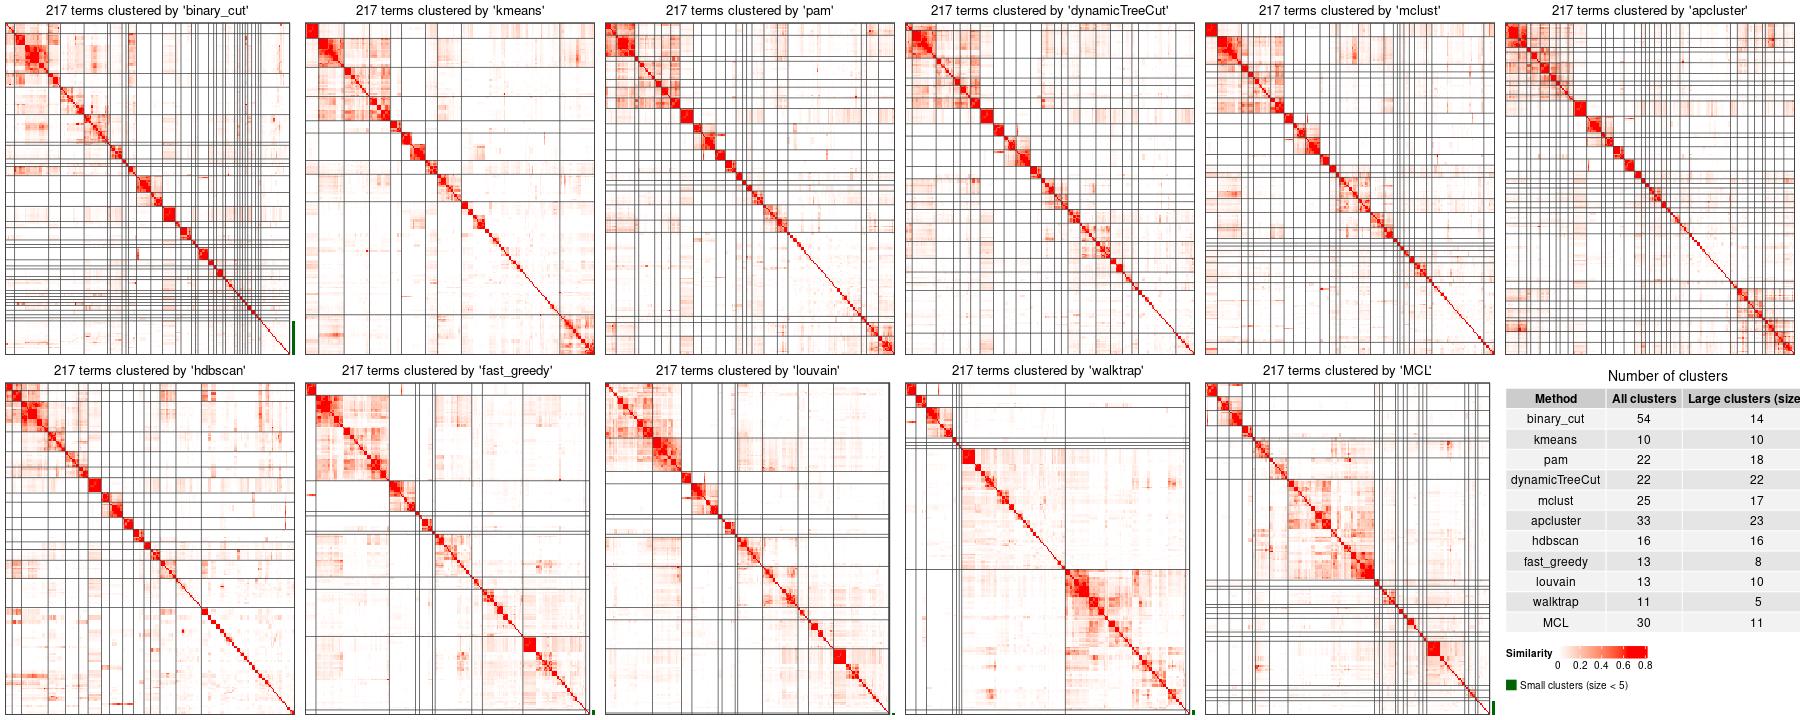 217 terms clustered by 'binary_cut'
217 terms clustered by 'kmeans'
217 terms clustered by 'pam'
217 terms clustered by 'dynamicTreeCut'
217 terms clustered by 'mclust'
217 terms clustered by 'apcluster'
217 terms clustered by 'hdbscan'
217 terms clustered by 'fast_greedy'
217 terms clustered by 'louvain'
217 terms clustered by 'walktrap'
217 terms clustered by 'MCL'
Number of clusters
Method All clusters Large clusters (size
binary_cut 54 14
kmeans 10 10
pam 22 18
dynamicTreeCut 22 22
mclust 25 17
apcluster 33 23
hdbscan 16 16
fast_greedy 13 8
louvain 13 10
walktrap 11 5
MCL 30 11
Similarity
0 0.2 0.4 0.6 0.8
Small clusters (size < 5)